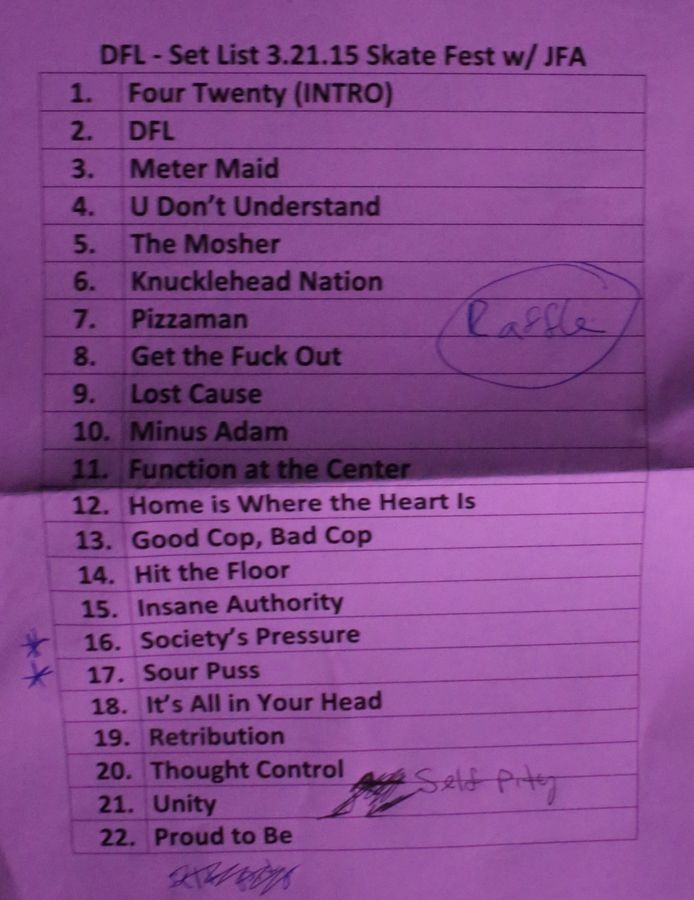 DFL - Set List 3.21.15 Skate Fest w/ JFA
1. Four Twenty (INTRO)
2. DFL
3. Meter Maid
4. U Don't Understand
5. The Mosher
6. Knucklehead Nation
7. Pizzaman
Raffle
8. Get the Fuck Out
9. Lost Cause
10. Minus Adam
11. Function at the Center
12. Home is Where the Heart Is
13. Good Cop, Bad Cop
14. Hit the Floor
15. Insane Authority
* 16. Society's Pressure
* 17. Sour Puss
18. It's All in Your Head
19. Retribution
20. Thought Control
Self Pity
21. Unity
22. Proud to Be